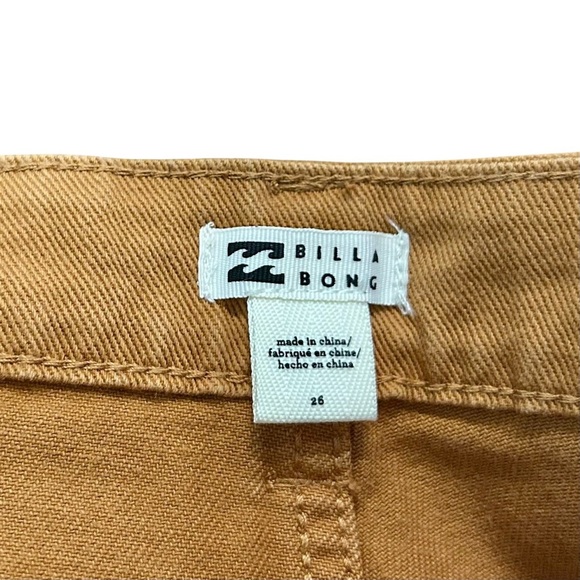 BILLA
BONG
made in china/
fabriqué en chine/
hecho en china
26